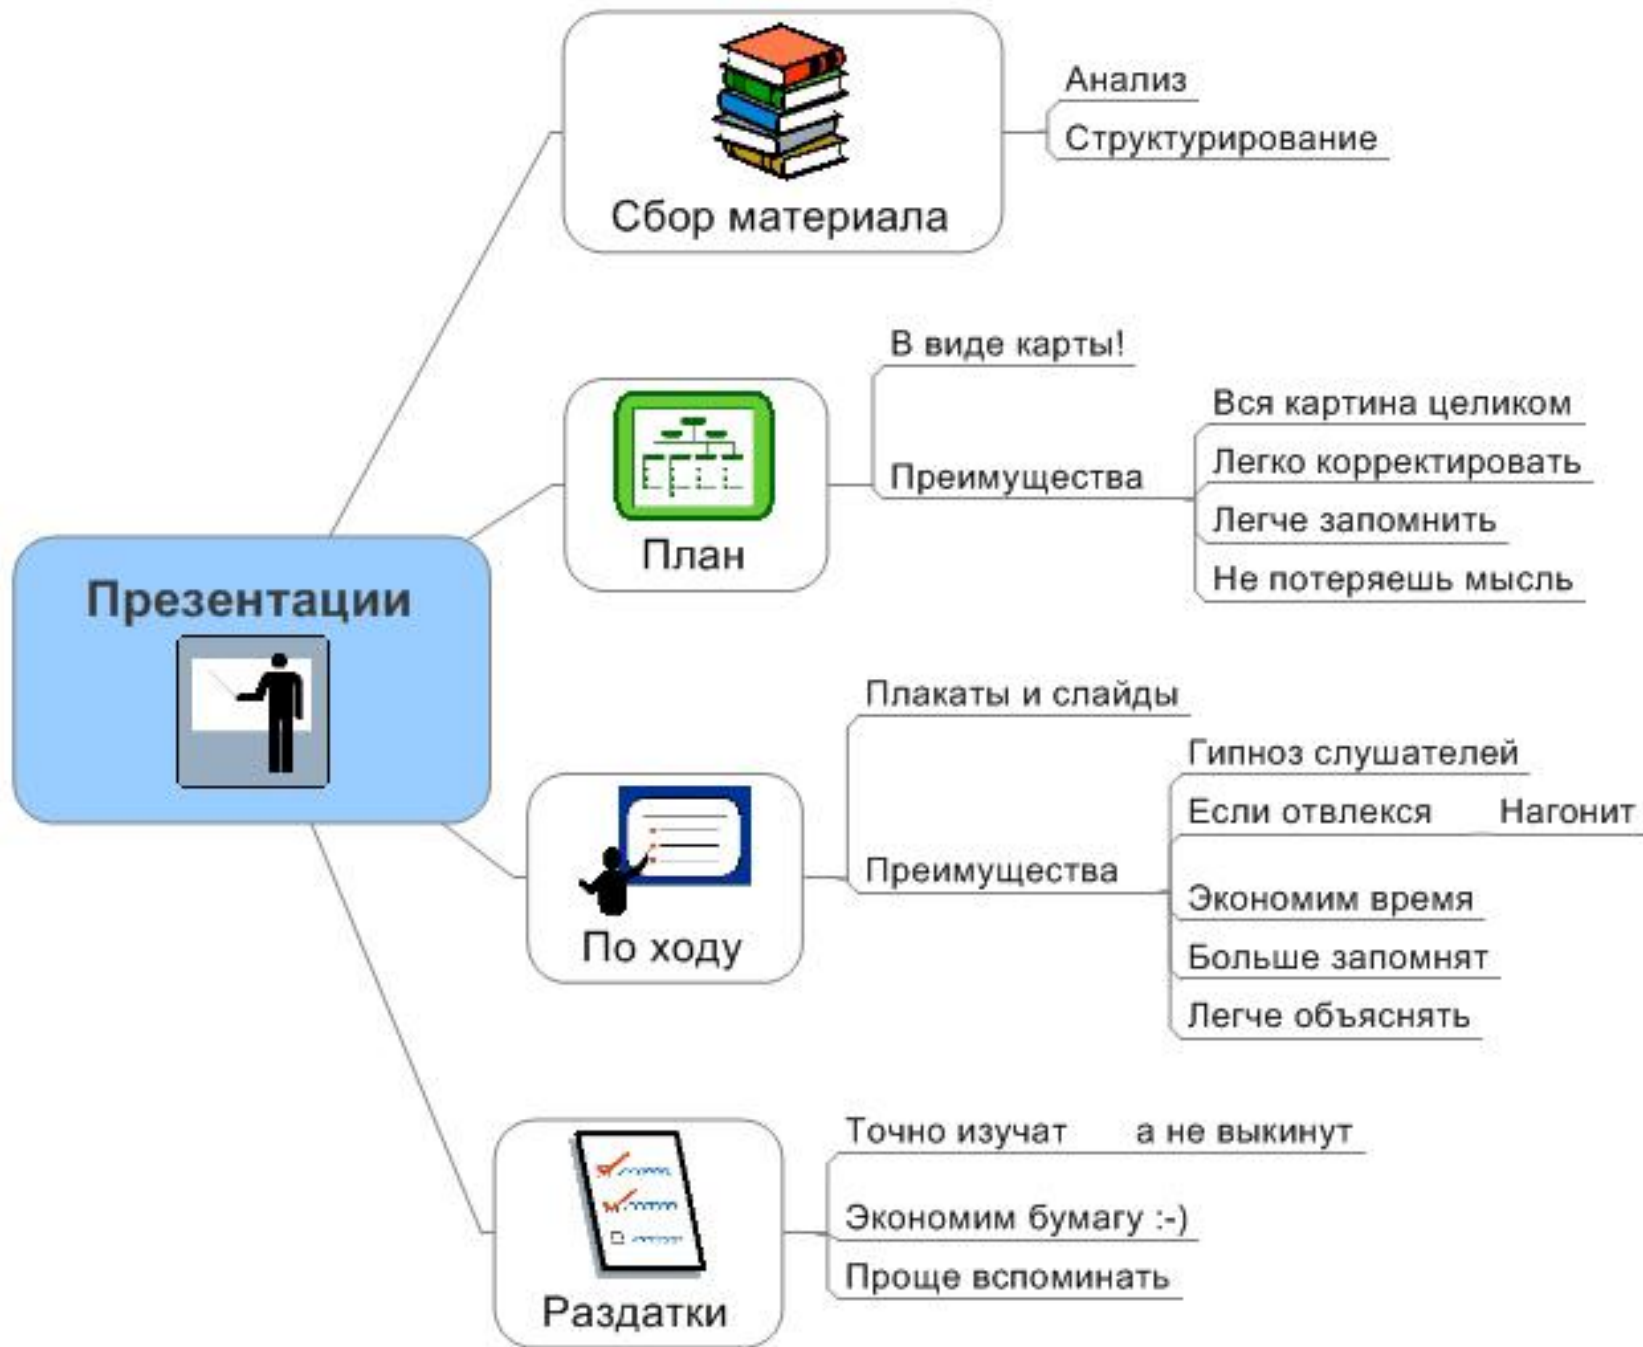 Презентации
Сбор материала
Анализ
Структурирование
План
В виде карты!
Преимущества
Вся картина целиком
Легко корректировать
Легче запомнить
Не потеряешь мысль
По ходу
Плакаты и слайды
Преимущества
Гипноз слушателей
Если отвлекся Нагонит
Экономим время
Больше запомнят
Легче объяснять
Раздатки
Точно изучат а не выкинут
Экономим бумагу :-)
Проще вспоминать